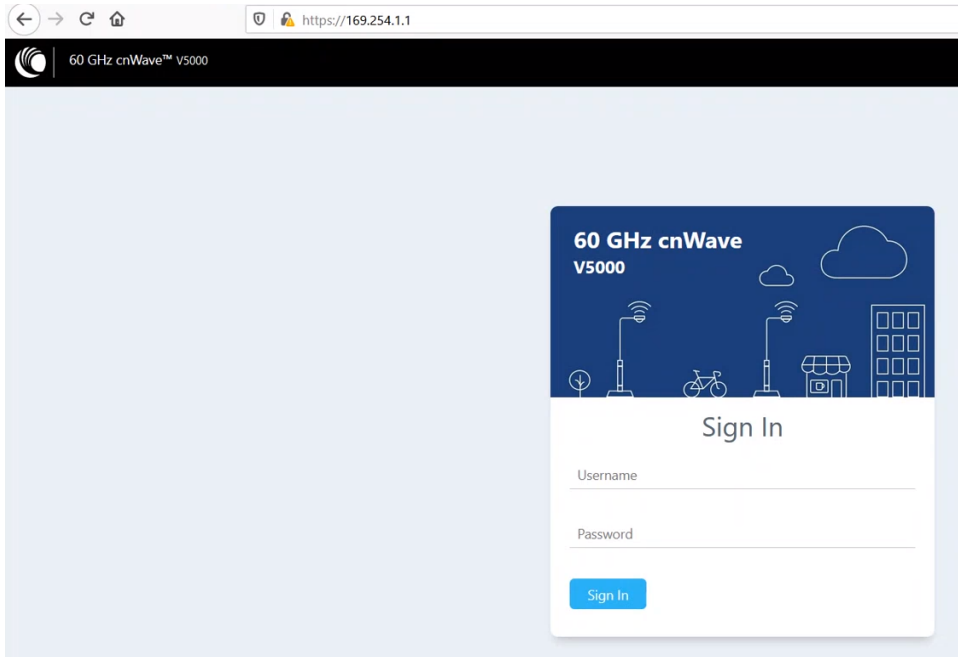 https://169.254.1.1
60 GHz cnWave™ V5000
60 GHz cnWave
V5000
Sign In
Username
Password
Sign In